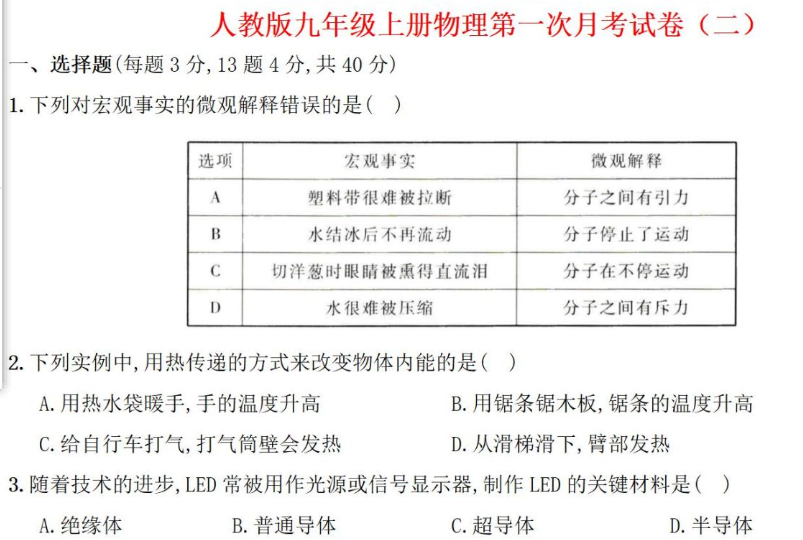 人教版九年级上册物理第一次月考试卷（二）
一、选择题(每题 3 分,13 题 4 分,共 40 分)
1.下列对宏观事实的微观解释错误的是(　)
选项 宏观事实 微观解释
A 塑料带很难被拉断 分子之间有引力
B 水结冰后不再流动 分子停止了运动
C 切洋葱时眼睛被熏得直流泪 分子在不停运动
D 水很难被压缩 分子之间有斥力
2.下列实例中,用热传递的方式来改变物体内能的是(　)
A.用热水袋暖手,手的温度升高 B.用锯条锯木板,锯条的温度升高
C.给自行车打气,打气筒壁会发热 D.从滑梯滑下,臂部发热
3.随着技术的进步,LED 常被用作光源或信号显示器,制作 LED 的关键材料是(　)
A.绝缘体 B.普通导体 C.超导体 D.半导体